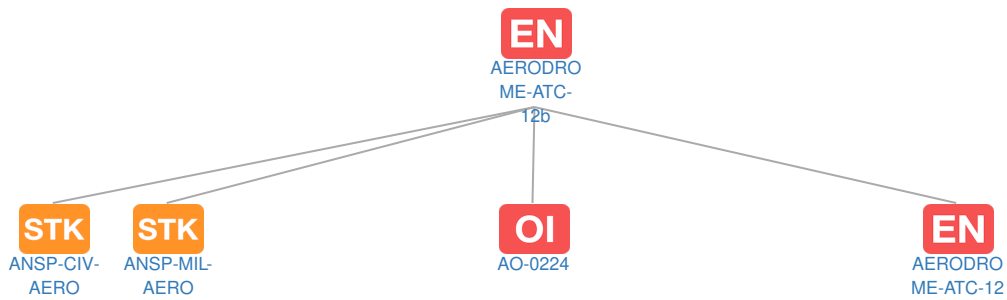 EN
AERODRO
ME-ATC-
12b
STK
ANSP-CIV-
AERO
STK
ANSP-MIL-
AERO
OI
AO-0224
EN
AERODRO
ME-ATC-12